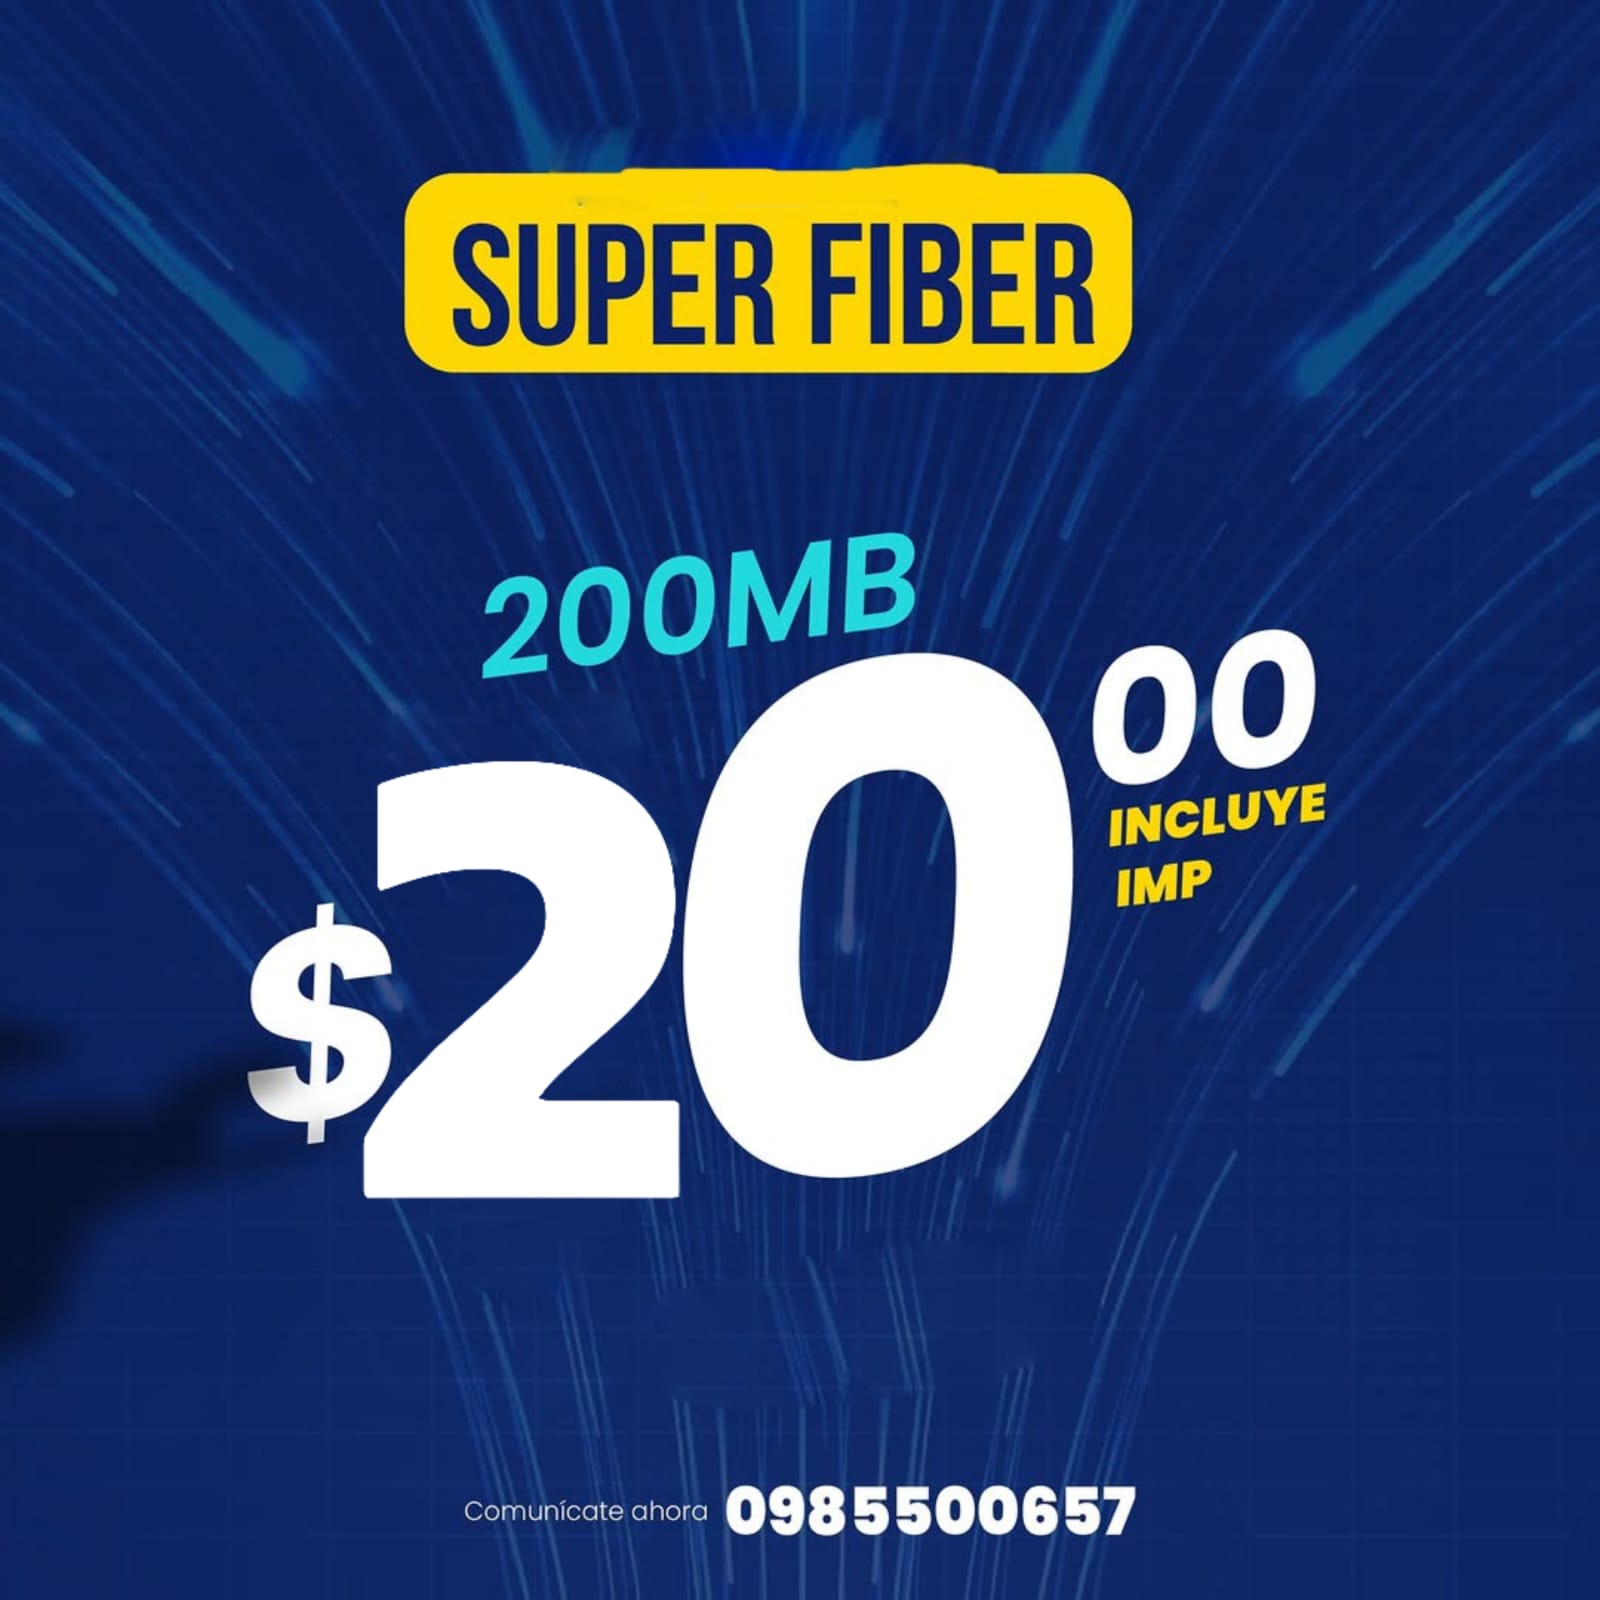 SUPER FIBER
200MB
$20 00
INCLUYE
IMP
Comunícate ahora 0985500657